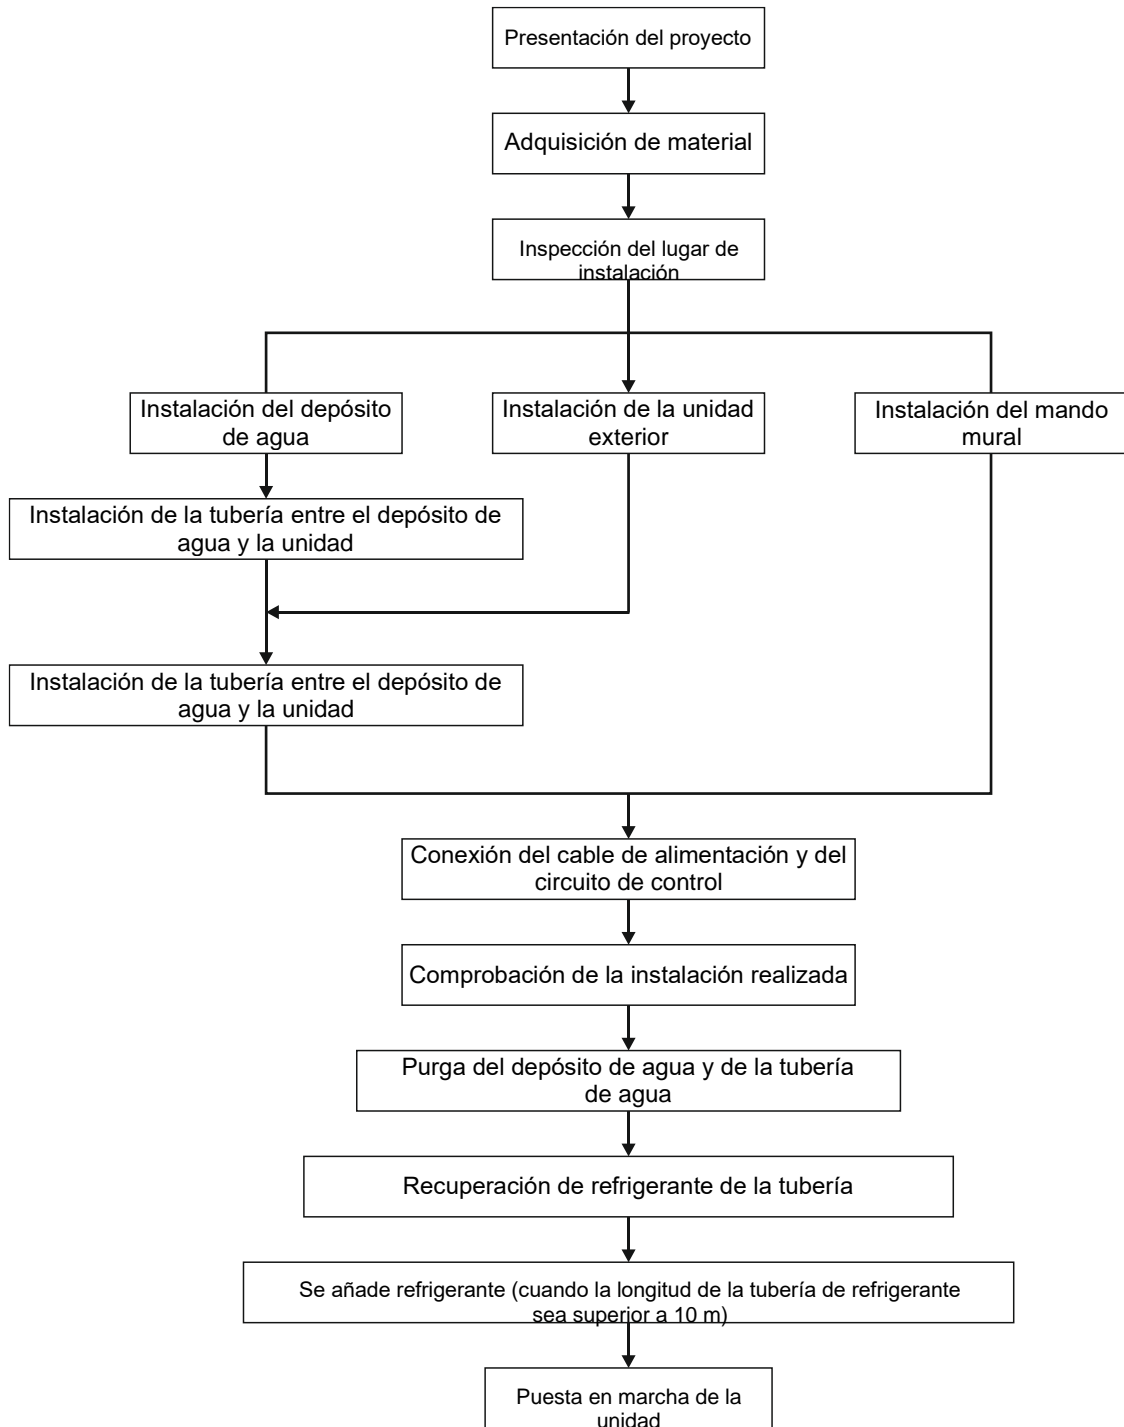 Presentación del proyecto
Adquisición de material
Inspección del lugar de
instalación
Instalación del depósito
de agua
Instalación de la unidad
exterior
Instalación del mando
mural
Instalación de la tubería entre el depósito de
agua y la unidad
Instalación de la tubería entre el depósito de
agua y la unidad
Conexión del cable de alimentación y del
circuito de control
Comprobación de la instalación realizada
Purga del depósito de agua y de la tubería
de agua
Recuperación de refrigerante de la tubería
Se añade refrigerante (cuando la longitud de la tubería de refrigerante
sea superior a 10 m)
Puesta en marcha de la
unidad